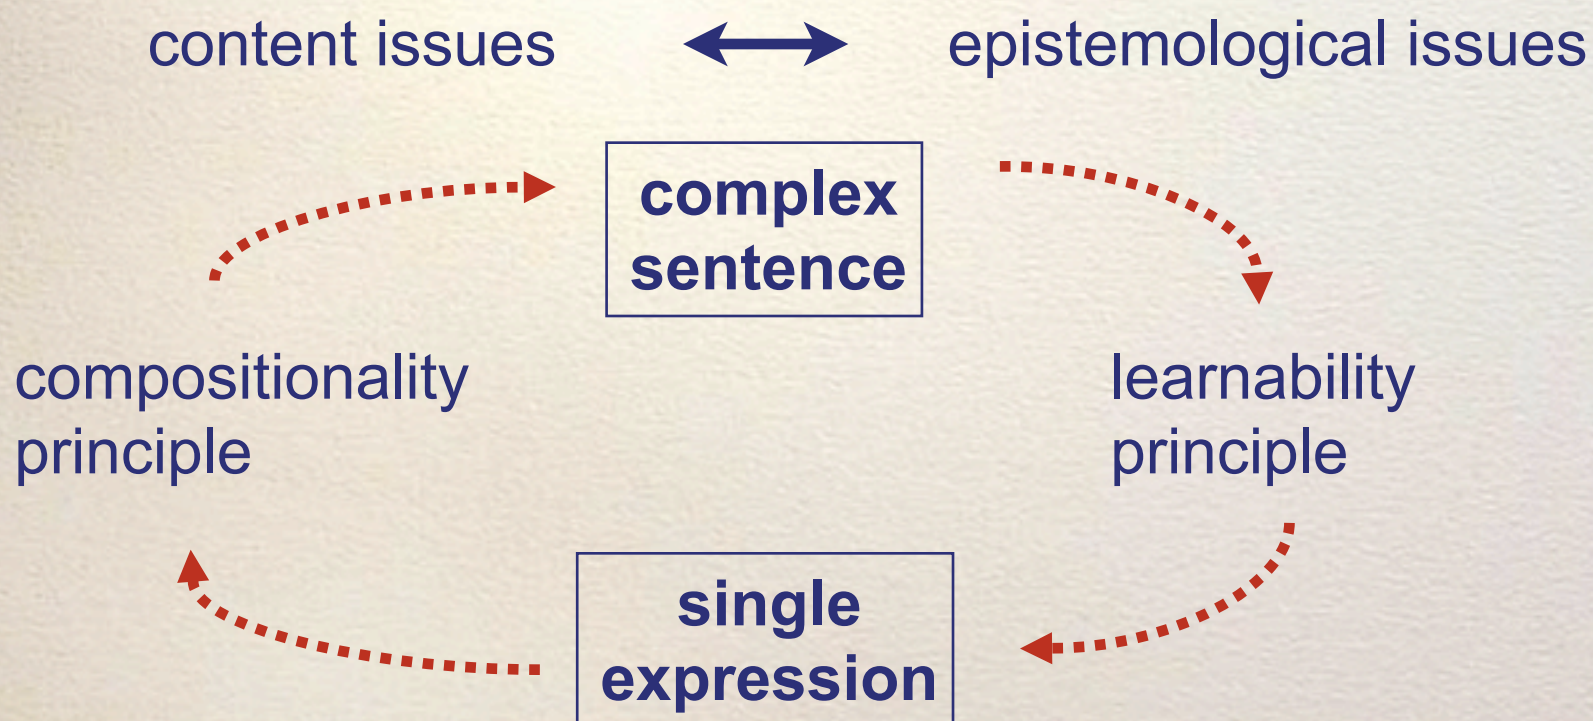 content issues
epistemological issues
complex
sentence
compositionality
principle
learnability
principle
single
expression